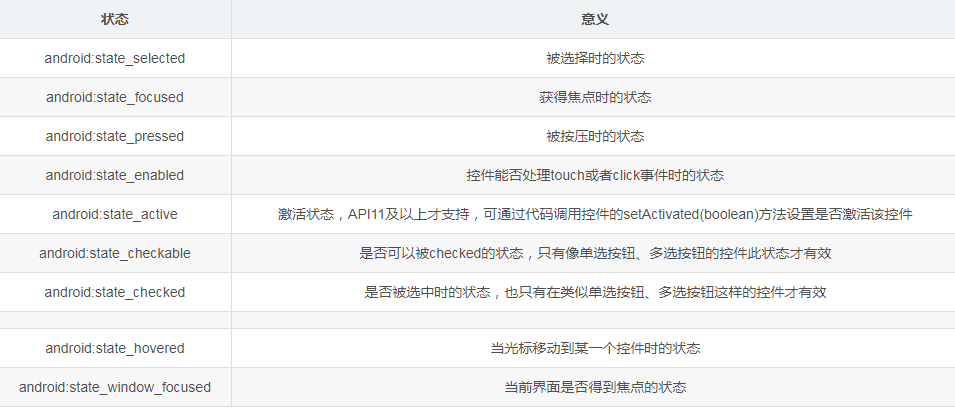 状态 意义
android:state_selected 被选择时的状态
android:state_focused 获得焦点时的状态
android:state_pressed 被按压时的状态
android:state_enabled 控件能否处理touch或者click事件时的状态
android:state_active 激活状态，API11及以上才支持，可通过代码调用控件的setActivated(boolean)方法设置是否激活该控件
android:state_checkable 是否可以被checked的状态，只有像单选按钮、多选按钮的控件此状态才有效
android:state_checked 是否被选中时的状态，也只有在类似单选按钮、多选按钮这样的控件才有效
android:state_hovered 当光标移动到某一个控件时的状态
android:state_window_focused 当前界面是否得到焦点的状态